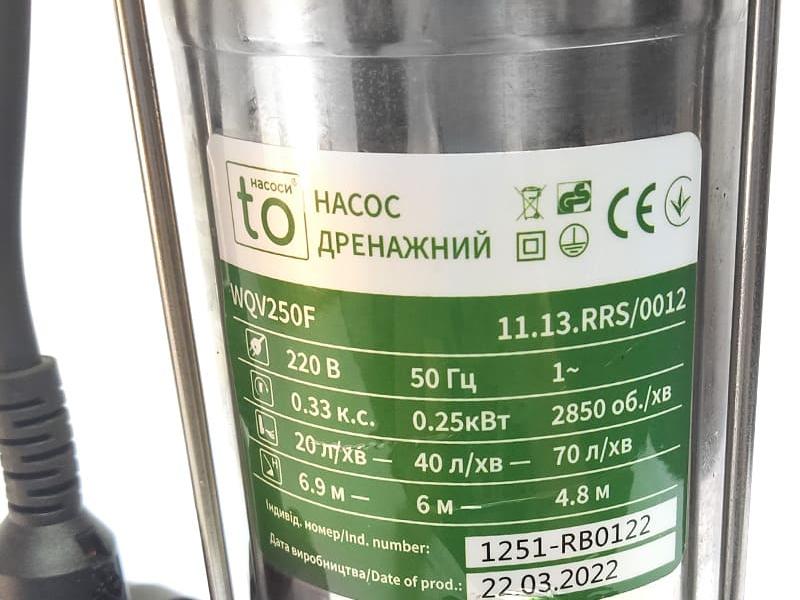 насоси®
to
НАСОС
ДРЕНАЖНИЙ
CE
WQV250F 11.13.RRS/0012
220 В 50 Гц 1~
0.33 к.с. 0.25кВт 2850 об./хв
20 л/хв — 40 л/хв — 70 л/хв
6.9 м — 6 м — 4.8 м
Індивід. номер/Ind. number: 1251-RB0122
Дата виробництва/Date of prod.: 22.03.2022